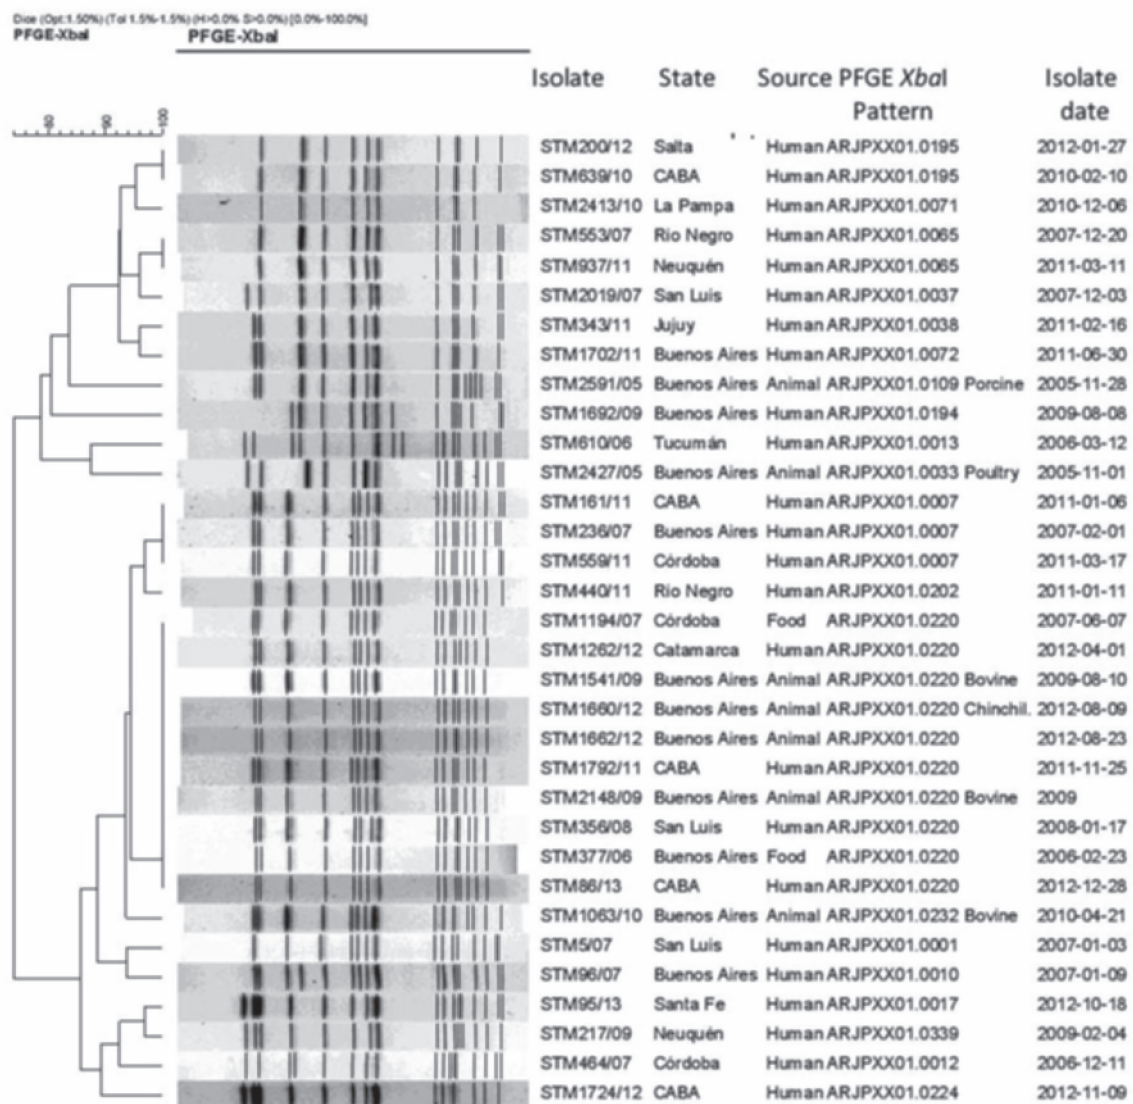 Dice (Opt:1.50%) (Tol 1.5%-1.5%) (H>0.0% S>0.0%) [0.0%-100.0%]
PFGE-XbaI PFGE-XbaI
Isolate State Source PFGE XbaI Isolate
Pattern date
80 90 100
STM200/12 Salta Human ARJPXX01.0195 2012-01-27
STM639/10 CABA Human ARJPXX01.0195 2010-02-10
STM2413/10 La Pampa Human ARJPXX01.0071 2010-12-06
STM553/07 Río Negro Human ARJPXX01.0065 2007-12-20
STM937/11 Neuquén Human ARJPXX01.0065 2011-03-11
STM2019/07 San Luis Human ARJPXX01.0037 2007-12-03
STM343/11 Jujuy Human ARJPXX01.0038 2011-02-16
STM1702/11 Buenos Aires Human ARJPXX01.0072 2011-06-30
STM2591/05 Buenos Aires Animal ARJPXX01.0109 Porcine 2005-11-28
STM1692/09 Buenos Aires Human ARJPXX01.0194 2009-08-08
STM610/06 Tucumán Human ARJPXX01.0013 2006-03-12
STM2427/05 Buenos Aires Animal ARJPXX01.0033 Poultry 2005-11-01
STM161/11 CABA Human ARJPXX01.0007 2011-01-06
STM236/07 Buenos Aires Human ARJPXX01.0007 2007-02-01
STM559/11 Córdoba Human ARJPXX01.0007 2011-03-17
STM440/11 Río Negro Human ARJPXX01.0202 2011-01-11
STM1194/07 Córdoba Food ARJPXX01.0220 2007-06-07
STM1262/12 Catamarca Human ARJPXX01.0220 2012-04-01
STM1541/09 Buenos Aires Animal ARJPXX01.0220 Bovine 2009-08-10
STM1660/12 Buenos Aires Animal ARJPXX01.0220 Chinchil. 2012-08-09
STM1662/12 Buenos Aires Animal ARJPXX01.0220 2012-08-23
STM1792/11 CABA Human ARJPXX01.0220 2011-11-25
STM2148/09 Buenos Aires Animal ARJPXX01.0220 Bovine 2009
STM356/08 San Luis Human ARJPXX01.0220 2008-01-17
STM377/06 Buenos Aires Food ARJPXX01.0220 2006-02-23
STM86/13 CABA Human ARJPXX01.0220 2012-12-28
STM1063/10 Buenos Aires Animal ARJPXX01.0232 Bovine 2010-04-21
STM5/07 San Luis Human ARJPXX01.0001 2007-01-03
STM96/07 Buenos Aires Human ARJPXX01.0010 2007-01-09
STM95/13 Santa Fe Human ARJPXX01.0017 2012-10-18
STM217/09 Neuquén Human ARJPXX01.0339 2009-02-04
STM464/07 Córdoba Human ARJPXX01.0012 2006-12-11
STM1724/12 CABA Human ARJPXX01.0224 2012-11-09